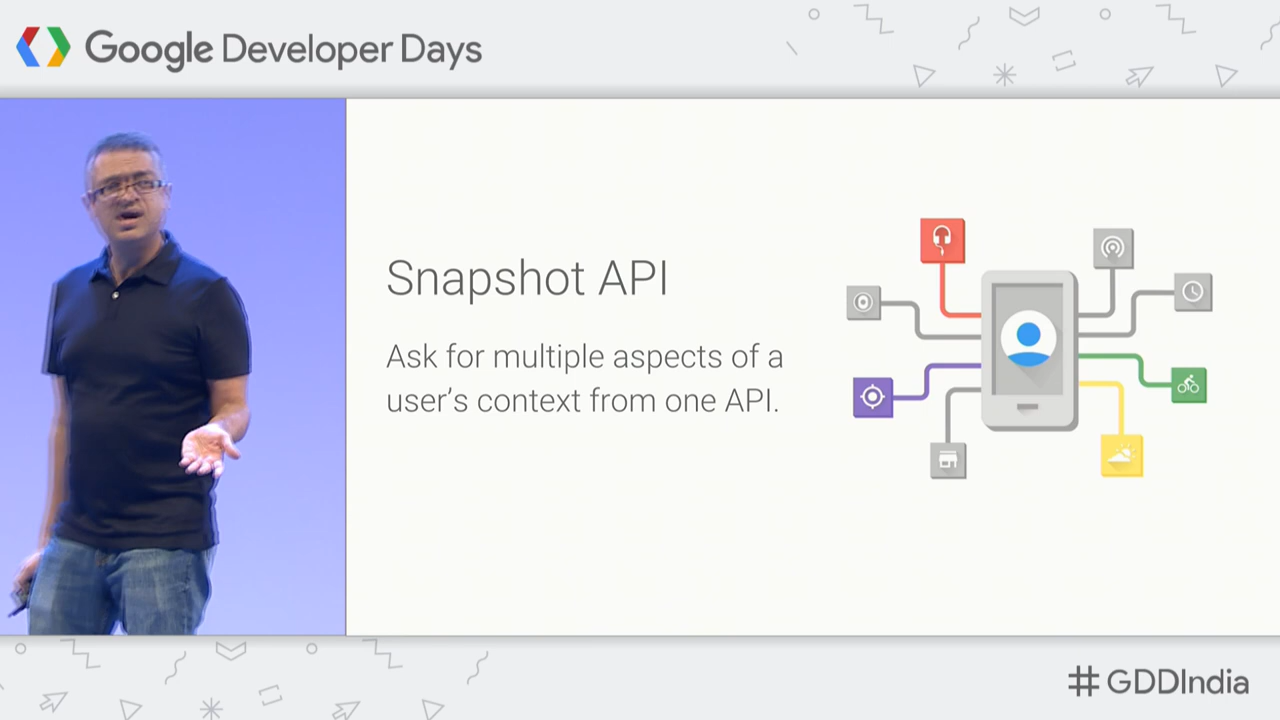 Google Developer Days
Snapshot API
Ask for multiple aspects of a
user's context from one API.
#GDDIndia